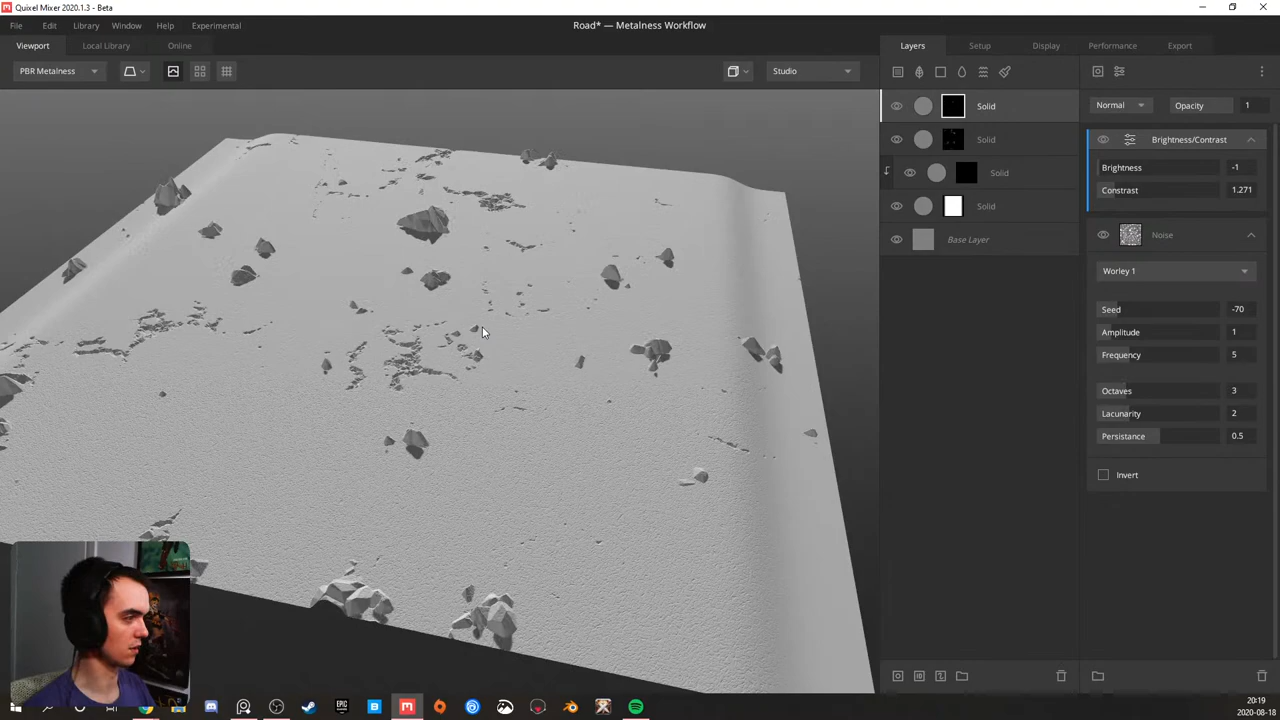 Quixel Mixer 2020.1.3 - Beta
File Edit Library Window Help Experimental
Road* — Metalness Workflow
Viewport Local Library Online
Layers Setup Display Performance Export
PBR Metalness
Studio
Solid
Normal Opacity 1
Solid
Brightness/Contrast
Brightness -1
Solid
Constrast 1.271
Solid
Noise
Base Layer
Worley 1
Seed -70
Amplitude 1
Frequency 5
Octaves 3
Lacunarity 2
Persistance 0.5
Invert
EPIC
20:19
2020-08-18